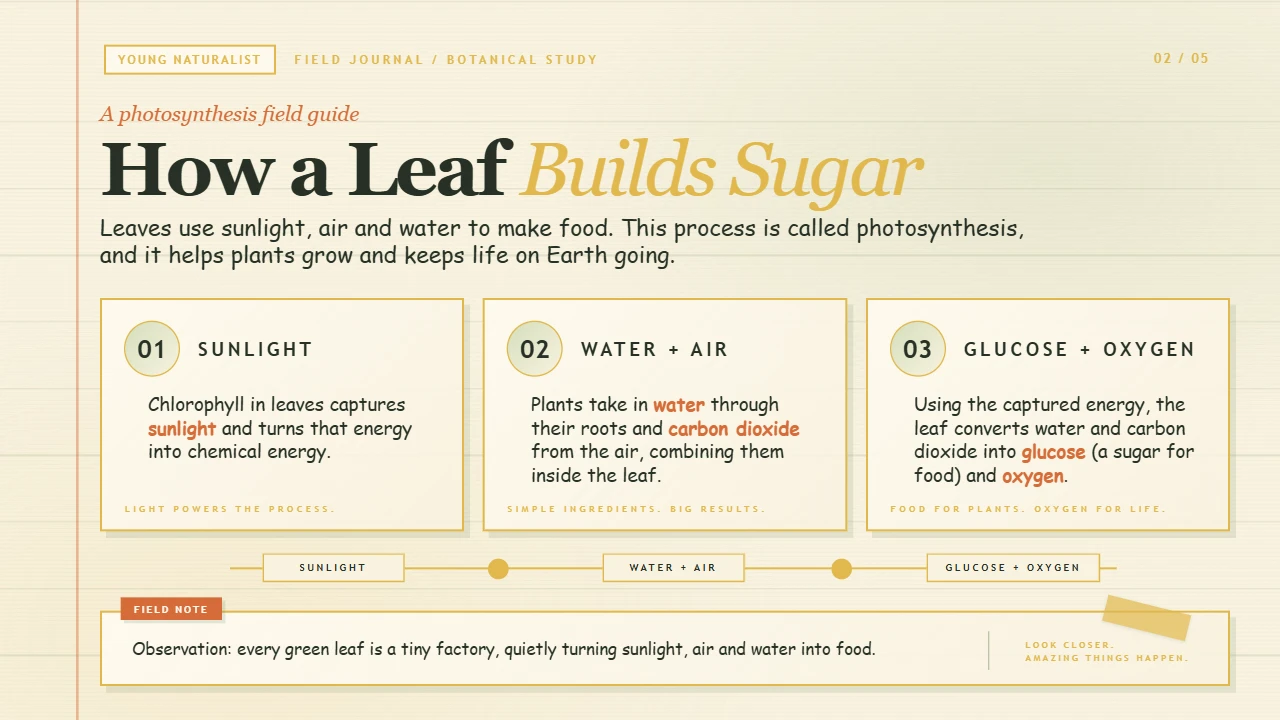 YOUNG NATURALIST
FIELD JOURNAL / BOTANICAL STUDY
02 / 05
A photosynthesis field guide
How a Leaf Builds Sugar
Leaves use sunlight, air and water to make food. This process is called photosynthesis,
and it helps plants grow and keeps life on Earth going.
01 SUNLIGHT
Chlorophyll in leaves captures
sunlight and turns that energy
into chemical energy.
LIGHT POWERS THE PROCESS.
02 WATER + AIR
Plants take in water through
their roots and carbon dioxide
from the air, combining them
inside the leaf.
SIMPLE INGREDIENTS. BIG RESULTS.
03 GLUCOSE + OXYGEN
Using the captured energy, the
leaf converts water and carbon
dioxide into glucose (a sugar for
food) and oxygen.
FOOD FOR PLANTS. OXYGEN FOR LIFE.
SUNLIGHT
WATER + AIR
GLUCOSE + OXYGEN
FIELD NOTE
Observation: every green leaf is a tiny factory, quietly turning sunlight, air and water into food.
LOOK CLOSER.
AMAZING THINGS HAPPEN.